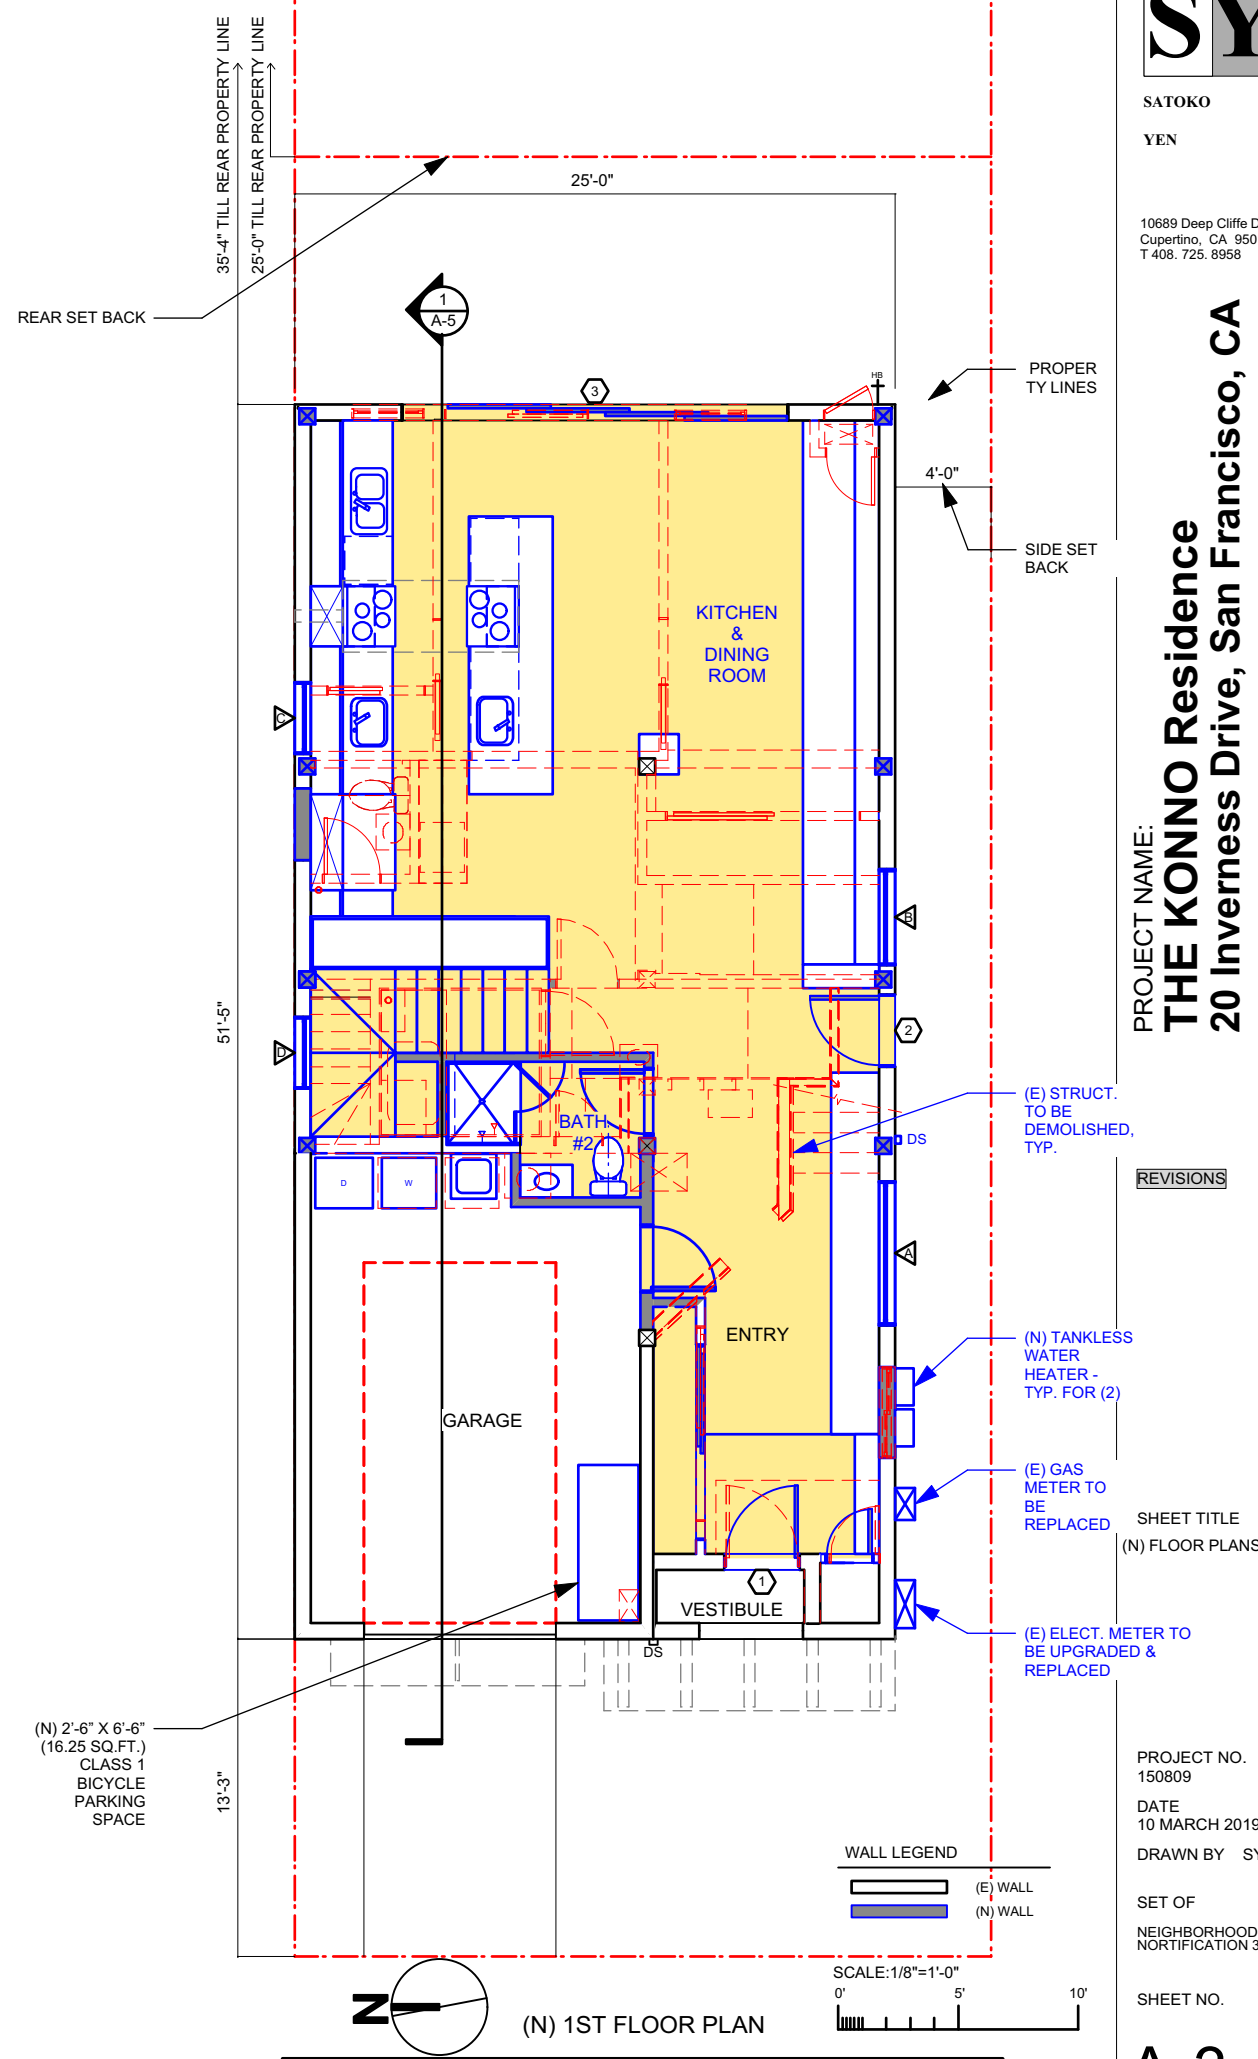 SY
SATOKO
YEN
10689 Deep Cliffe D
Cupertino, CA 950
T 408. 725. 8958
PROJECT NAME:
THE KONNO Residence
20 Inverness Drive, San Francisco, CA
REVISIONS
SHEET TITLE
(N) FLOOR PLANS
PROJECT NO.
150809
DATE
10 MARCH 2019
DRAWN BY SY
SET OF
NEIGHBORHOOD
NORTIFICATION 3
SHEET NO.
35'-4" TILL REAR PROPERTY LINE
25'-0" TILL REAR PROPERTY LINE
25'-0"
REAR SET BACK
1
A-5
3
HB
PROPER
TY LINES
4'-0"
SIDE SET
BACK
KITCHEN
&
DINING
ROOM
C
B
51'-5"
D
2
(E) STRUCT.
TO BE
DEMOLISHED,
TYP.
BATH
#2
DS
D
W
A
ENTRY
(N) TANKLESS
WATER
HEATER -
TYP. FOR (2)
GARAGE
(E) GAS
METER TO
BE
REPLACED
1
VESTIBULE
DS
(E) ELECT. METER TO
BE UPGRADED &
REPLACED
(N) 2'-6" X 6'-6"
(16.25 SQ.FT.)
CLASS 1
BICYCLE
PARKING
SPACE
13'-3"
WALL LEGEND
(E) WALL
(N) WALL
SCALE:1/8"=1'-0"
0' 5' 10'
N
(N) 1ST FLOOR PLAN